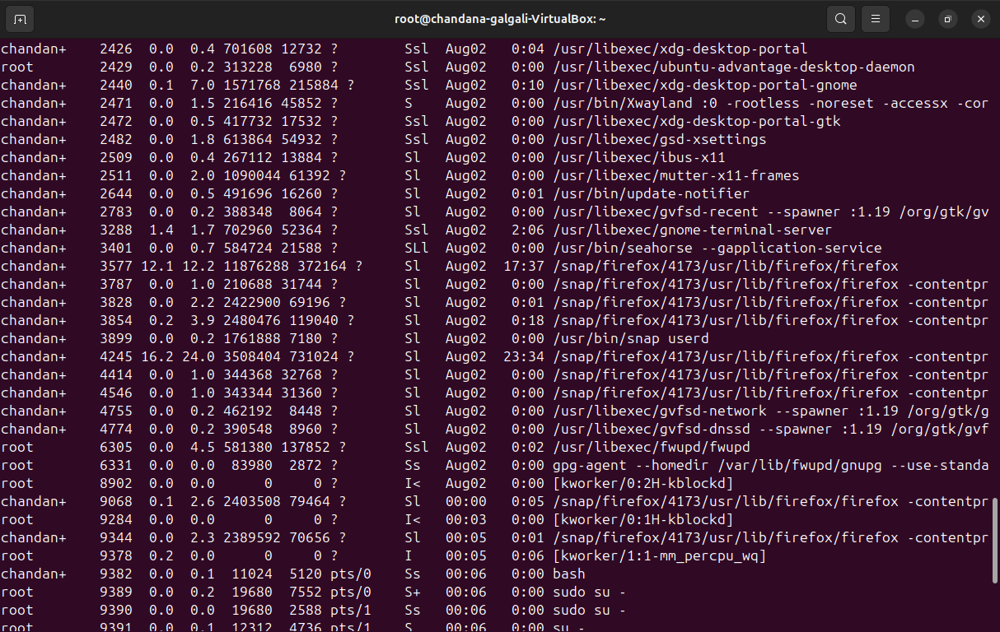 root@chandana-galgali-VirtualBox: ~
chandan+    2426  0.0  0.4 701608 12732 ?        Ssl  Aug02   0:04 /usr/libexec/xdg-desktop-portal
root        2429  0.0  0.2 313228  6980 ?        Ssl  Aug02   0:00 /usr/libexec/ubuntu-advantage-desktop-daemon
chandan+    2440  0.1  7.0 1571768 215884 ?      Ssl  Aug02   0:10 /usr/libexec/xdg-desktop-portal-gnome
chandan+    2471  0.0  1.5 216416 45852 ?        S    Aug02   0:00 /usr/bin/Xwayland :0 -rootless -noreset -accessx -cor
chandan+    2472  0.0  0.5 417732 17532 ?        Ssl  Aug02   0:00 /usr/libexec/xdg-desktop-portal-gtk
chandan+    2482  0.0  1.8 613864 54932 ?        Ssl  Aug02   0:00 /usr/libexec/gsd-xsettings
chandan+    2509  0.0  0.4 267112 13884 ?        Sl   Aug02   0:00 /usr/libexec/ibus-x11
chandan+    2511  0.0  2.0 1090044 61392 ?       Sl   Aug02   0:00 /usr/libexec/mutter-x11-frames
chandan+    2644  0.0  0.5 491696 16260 ?        Sl   Aug02   0:01 /usr/bin/update-notifier
chandan+    2783  0.0  0.2 388348  8064 ?        Sl   Aug02   0:00 /usr/libexec/gvfsd-recent --spawner :1.19 /org/gtk/gv
chandan+    3288  1.4  1.7 702960 52364 ?        Ssl  Aug02   2:06 /usr/libexec/gnome-terminal-server
chandan+    3401  0.0  0.7 584724 21588 ?        SLl  Aug02   0:00 /usr/bin/seahorse --gapplication-service
chandan+    3577 12.1 12.2 11876288 372164 ?     Sl   Aug02  17:37 /snap/firefox/4173/usr/lib/firefox/firefox
chandan+    3787  0.0  1.0 210688 31744 ?        Sl   Aug02   0:00 /snap/firefox/4173/usr/lib/firefox/firefox -contentpr
chandan+    3828  0.0  2.2 2422900 69196 ?       Sl   Aug02   0:01 /snap/firefox/4173/usr/lib/firefox/firefox -contentpr
chandan+    3854  0.2  3.9 2480476 119040 ?      Sl   Aug02   0:18 /snap/firefox/4173/usr/lib/firefox/firefox -contentpr
chandan+    3899  0.0  0.2 1761888 7180 ?        Sl   Aug02   0:00 /usr/bin/snap userd
chandan+    4245 16.2 24.0 3508404 731024 ?      Sl   Aug02  23:34 /snap/firefox/4173/usr/lib/firefox/firefox -contentpr
chandan+    4414  0.0  1.0 344368 32768 ?        Sl   Aug02   0:00 /snap/firefox/4173/usr/lib/firefox/firefox -contentpr
chandan+    4546  0.0  1.0 343344 31360 ?        Sl   Aug02   0:00 /snap/firefox/4173/usr/lib/firefox/firefox -contentpr
chandan+    4755  0.0  0.2 462192  8448 ?        Sl   Aug02   0:00 /usr/libexec/gvfsd-network --spawner :1.19 /org/gtk/g
chandan+    4774  0.0  0.2 390548  8960 ?        Sl   Aug02   0:00 /usr/libexec/gvfsd-dnssd --spawner :1.19 /org/gtk/gvf
root        6305  0.0  4.5 581380 137852 ?       Ssl  Aug02   0:02 /usr/libexec/fwupd/fwupd
root        6331  0.0  0.0  83980  2872 ?        Ss   Aug02   0:00 gpg-agent --homedir /var/lib/fwupd/gnupg --use-standa
root        8902  0.0  0.0      0     0 ?        I<   Aug02   0:00 [kworker/0:2H-kblockd]
chandan+    9068  0.1  2.6 2403508 79464 ?       Sl   00:00   0:05 /snap/firefox/4173/usr/lib/firefox/firefox -contentpr
root        9284  0.0  0.0      0     0 ?        I<   00:03   0:00 [kworker/0:1H-kblockd]
chandan+    9344  0.0  2.3 2389592 70656 ?       Sl   00:05   0:01 /snap/firefox/4173/usr/lib/firefox/firefox -contentpr
root        9378  0.2  0.0      0     0 ?        I    00:05   0:06 [kworker/1:1-mm_percpu_wq]
chandan+    9382  0.0  0.1  11024  5120 pts/0    Ss   00:06   0:00 bash
root        9389  0.0  0.2  19680  7552 pts/0    S+   00:06   0:00 sudo su -
root        9390  0.0  0.0  19680  2588 pts/1    Ss   00:06   0:00 sudo su -
root        9391  0.0  0.1  12312  4736 pts/1    S    00:06   0:00 su -